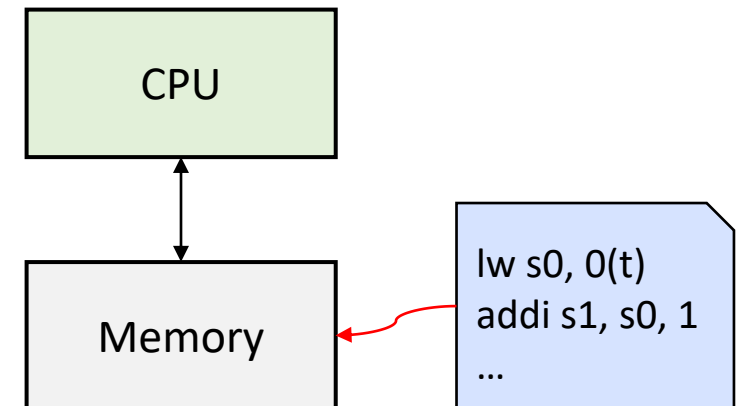 CPU
Memory
lw s0, 0(t)
addi s1, s0, 1
…